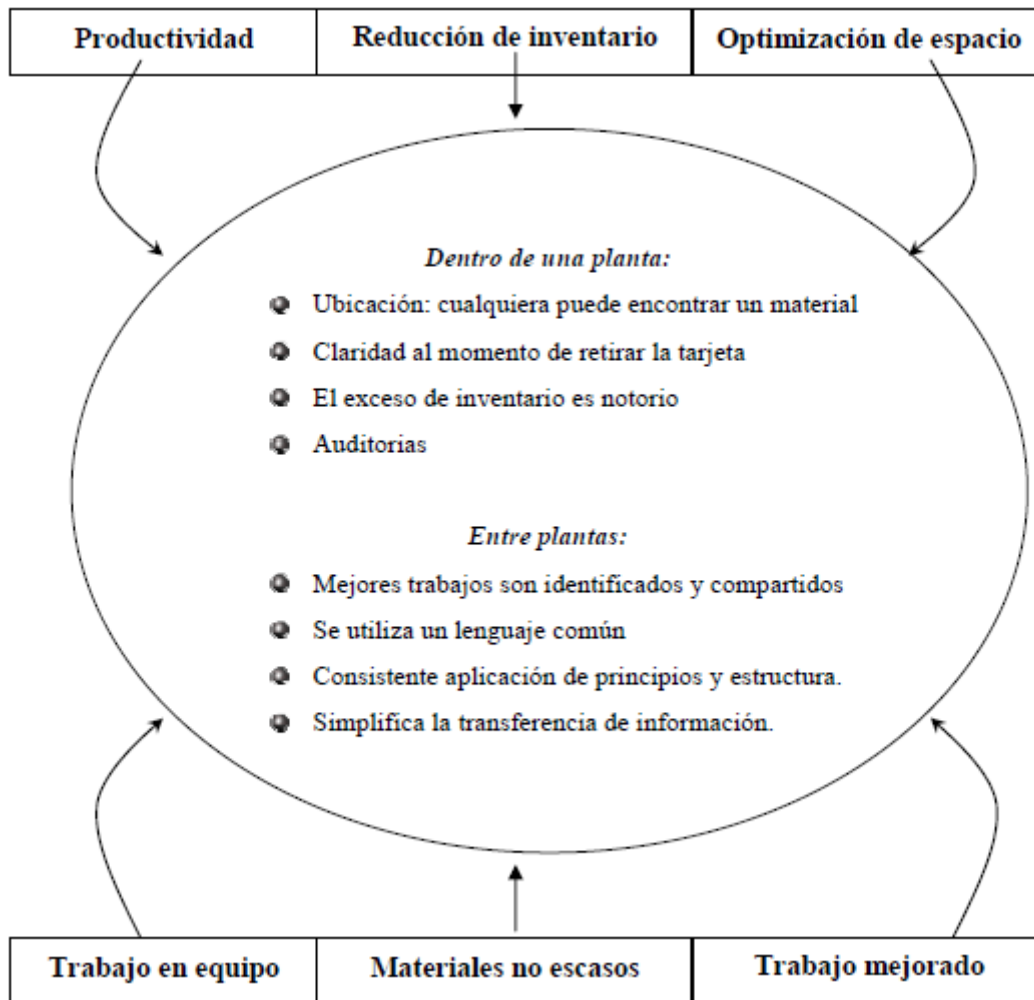 Productividad
Reducción de inventario
Optimización de espacio
Dentro de una planta:
Ubicación: cualquiera puede encontrar un material
Claridad al momento de retirar la tarjeta
El exceso de inventario es notorio
Auditorias
Entre plantas:
Mejores trabajos son identificados y compartidos
Se utiliza un lenguaje común
Consistente aplicación de principios y estructura.
Simplifica la transferencia de información.
Trabajo en equipo
Materiales no escasos
Trabajo mejorado